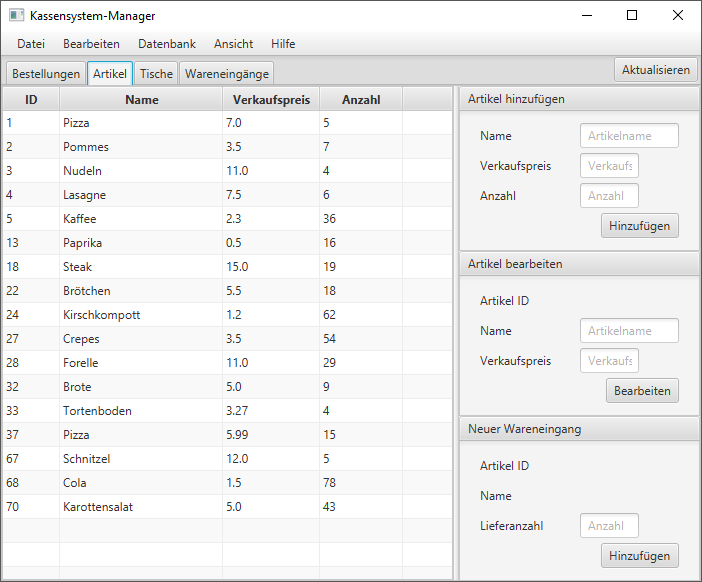 Kassensystem-Manager
Datei Bearbeiten Datenbank Ansicht Hilfe
Bestellungen Artikel Tische Wareneingänge Aktualisieren
ID Name Verkaufspreis Anzahl
1 Pizza 7.0 5
2 Pommes 3.5 7
3 Nudeln 11.0 4
4 Lasagne 7.5 6
5 Kaffee 2.3 36
13 Paprika 0.5 16
18 Steak 15.0 19
22 Brötchen 5.5 18
24 Kirschkompott 1.2 62
27 Crepes 3.5 54
28 Forelle 11.0 29
32 Brote 5.0 9
33 Tortenboden 3.27 4
37 Pizza 5.99 15
67 Schnitzel 12.0 5
68 Cola 1.5 78
70 Karottensalat 5.0 43
Artikel hinzufügen
Name Artikelname
Verkaufspreis Verkaufs
Anzahl Anzahl
Hinzufügen
Artikel bearbeiten
Artikel ID
Name Artikelname
Verkaufspreis Verkaufs
Bearbeiten
Neuer Wareneingang
Artikel ID
Name
Lieferanzahl Anzahl
Hinzufügen